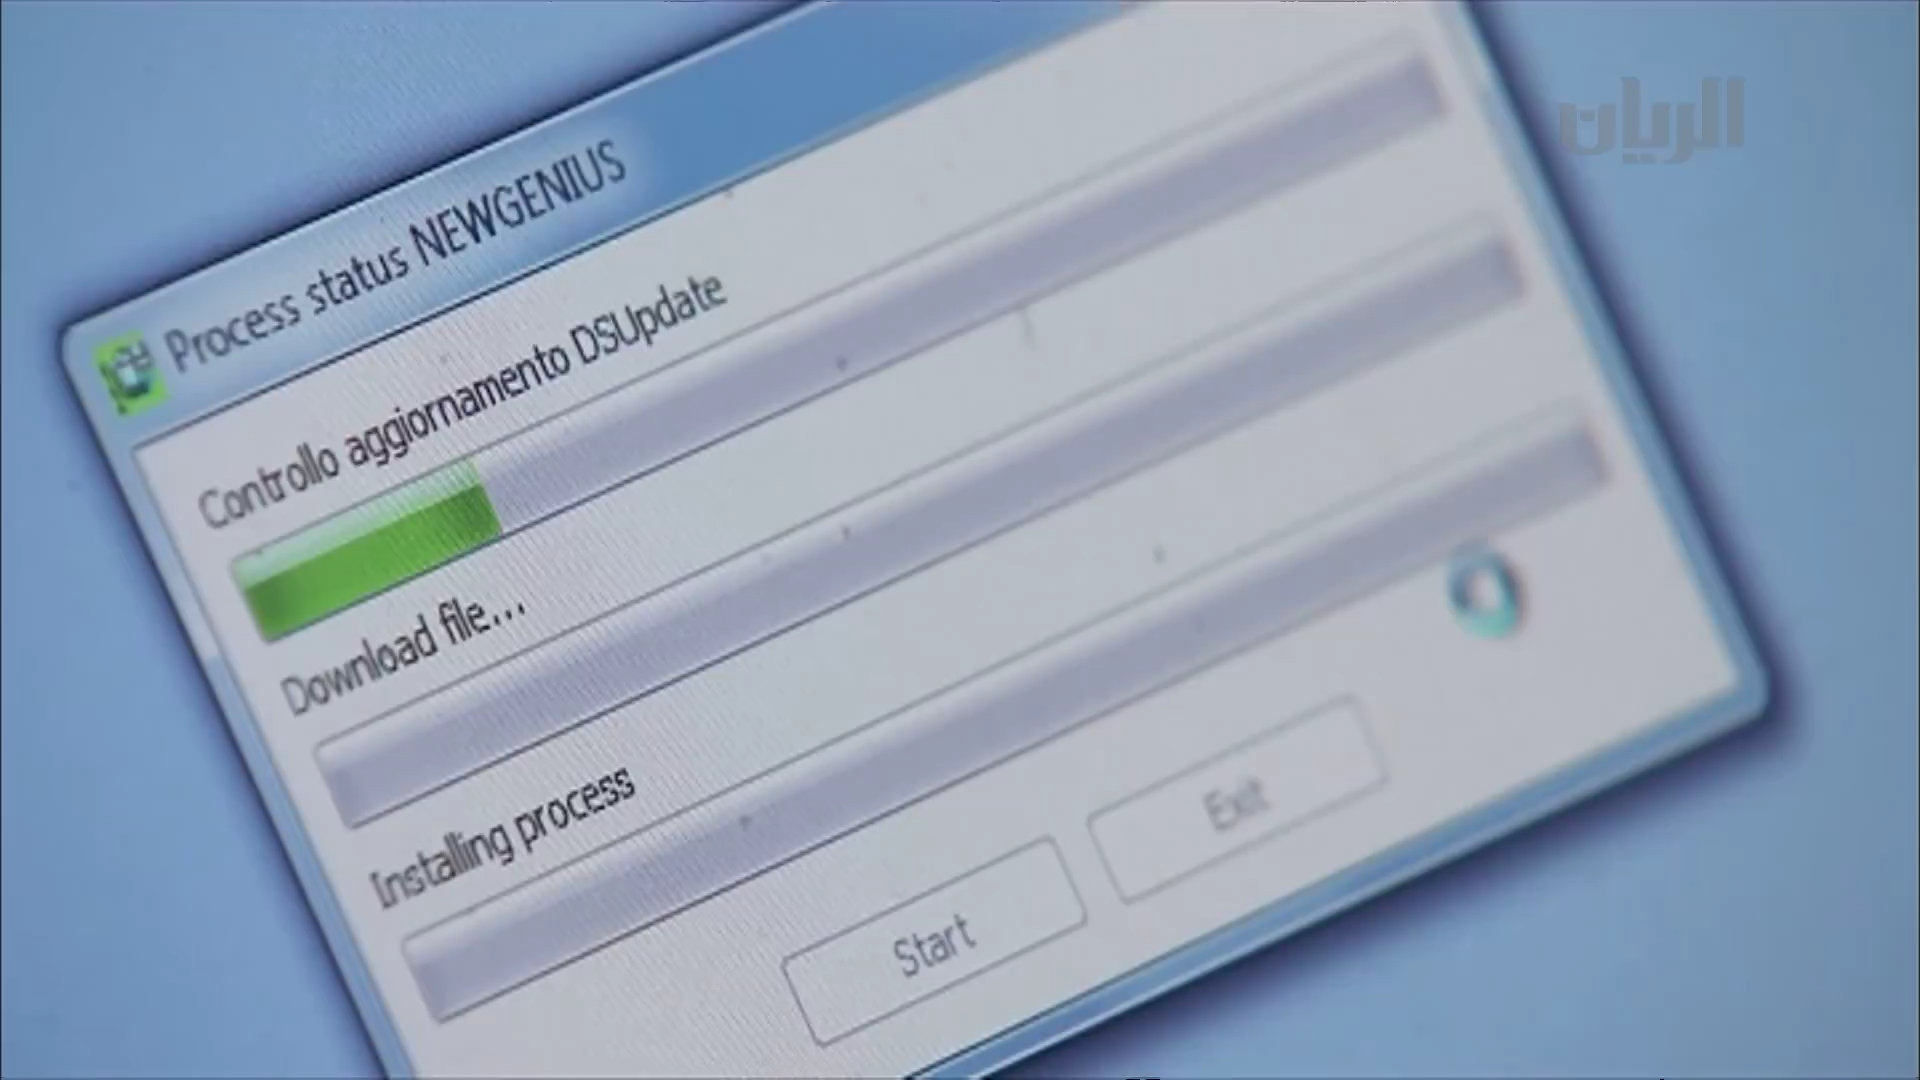 الريان
Process status NEWGENIUS
Controllo aggiornamento DSUpdate
Download file...
Installing process
Start
Exit